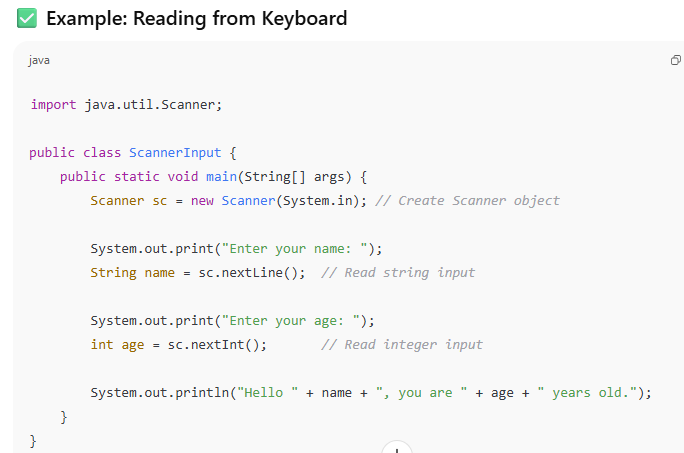 ✅ Example: Reading from Keyboard
java
import java.util.Scanner;
public class ScannerInput {
    public static void main(String[] args) {
        Scanner sc = new Scanner(System.in); // Create Scanner object
        System.out.print("Enter your name: ");
        String name = sc.nextLine();  // Read string input
        System.out.print("Enter your age: ");
        int age = sc.nextInt();       // Read integer input
        System.out.println("Hello " + name + ", you are " + age + " years old.");
    }
}